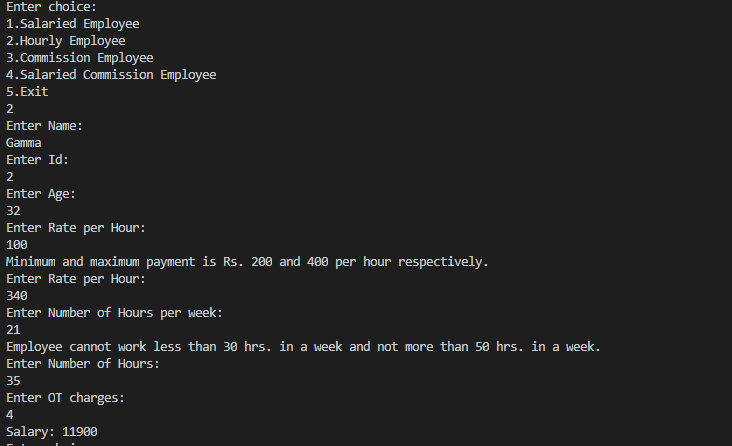 Enter choice:
1.Salaried Employee
2.Hourly Employee
3.Commission Employee
4.Salaried Commission Employee
5.Exit
2
Enter Name:
Gamma
Enter Id:
2
Enter Age:
32
Enter Rate per Hour:
100
Minimum and maximum payment is Rs. 200 and 400 per hour respectively.
Enter Rate per Hour:
340
Enter Number of Hours per week:
21
Employee cannot work less than 30 hrs. in a week and not more than 50 hrs. in a week.
Enter Number of Hours:
35
Enter OT charges:
4
Salary: 11900